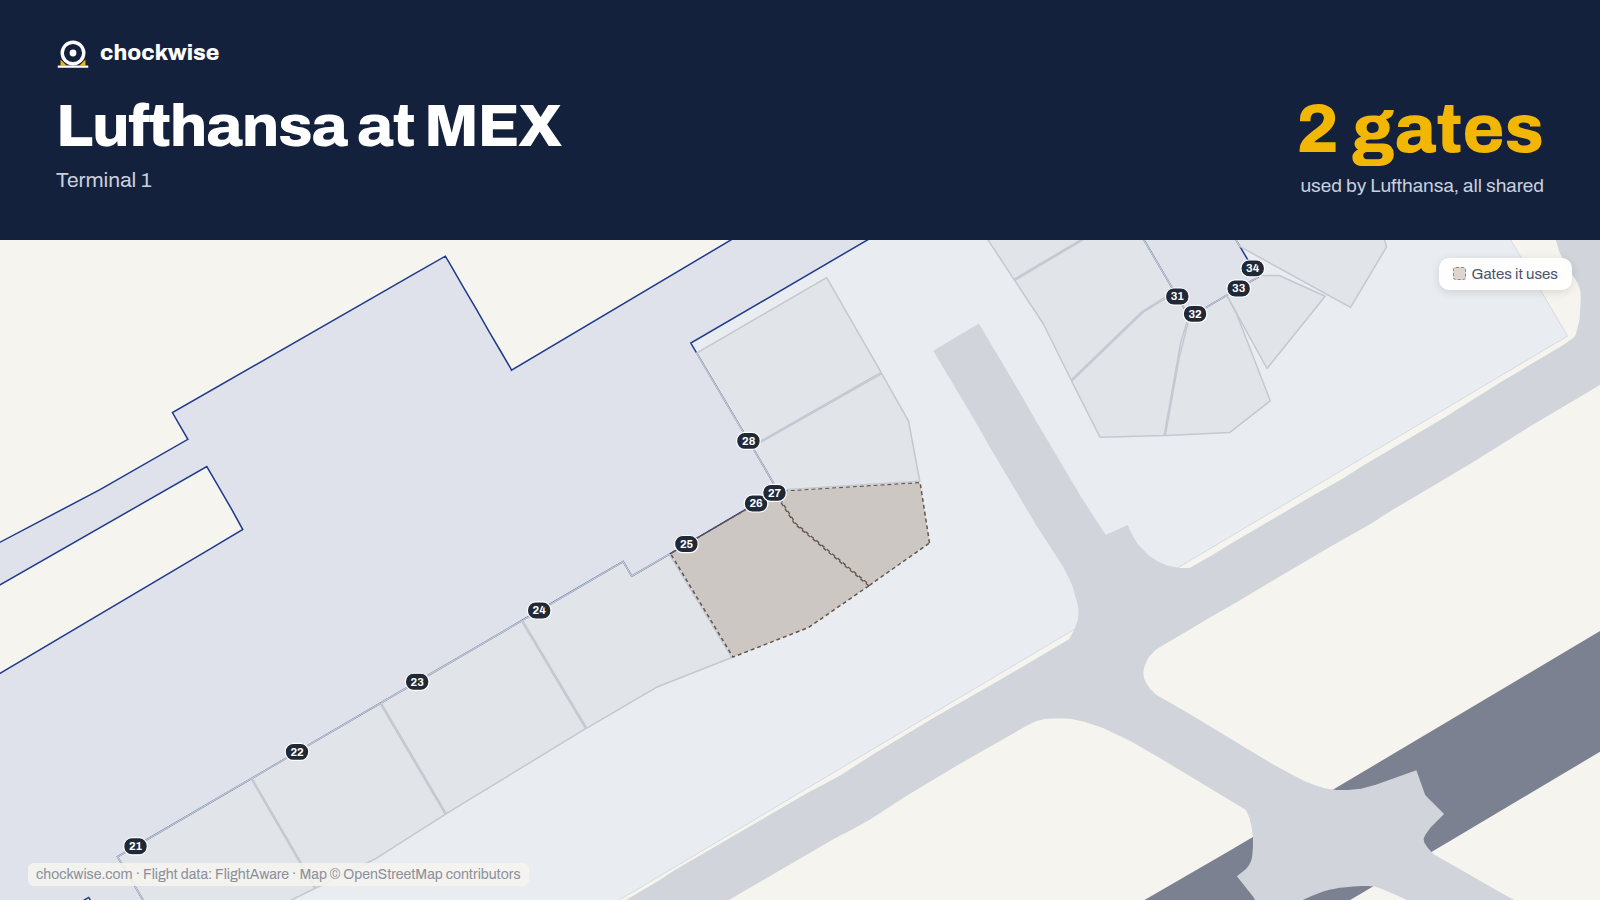 chockwise
Lufthansa at MEX
Terminal 1
2 gates
used by Lufthansa, all shared
Gates it uses
34
33
31
32
28
27
26
25
24
23
22
21
chockwise.com · Flight data: FlightAware · Map © OpenStreetMap contributors